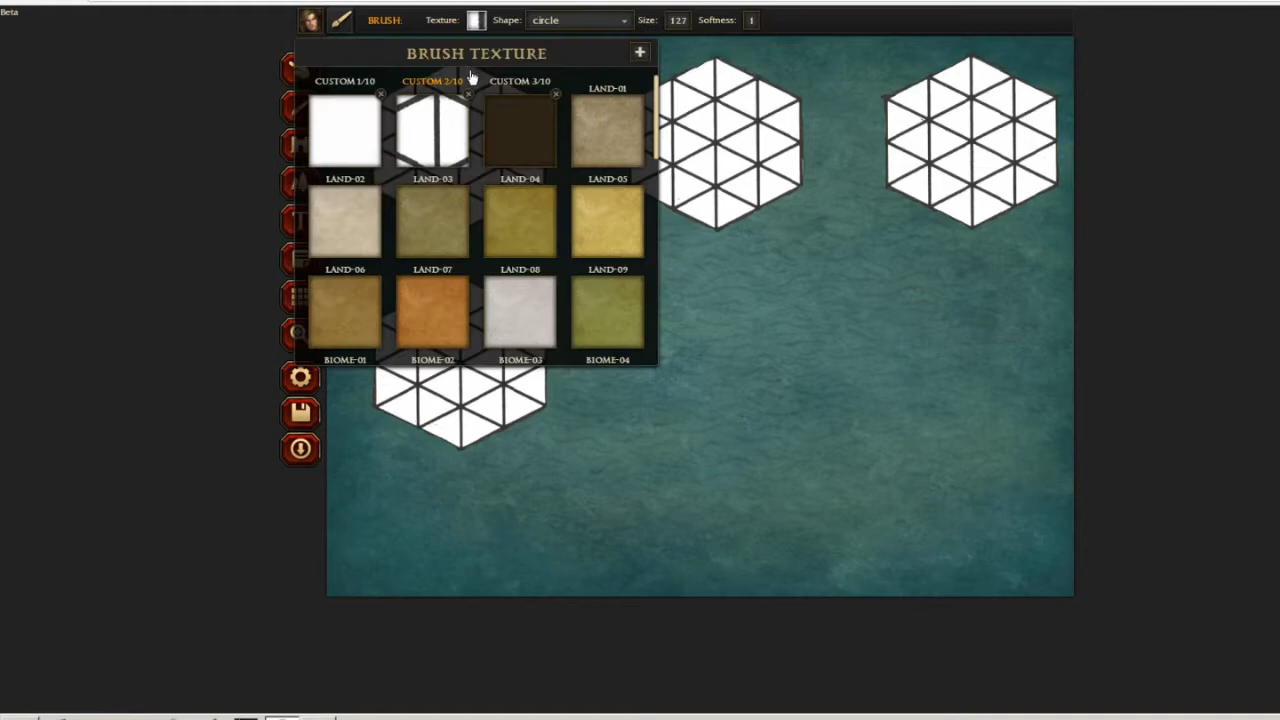 Beta
BRUSH: Texture: Shape: circle Size: 127 Softness: 1
BRUSH TEXTURE
CUSTOM 1/10 CUSTOM 2/10 CUSTOM 3/10 LAND-01
LAND-02 LAND-03 LAND-04 LAND-05
LAND-06 LAND-07 LAND-08 LAND-09
BIOME-01 BIOME-02 BIOME-03 BIOME-04